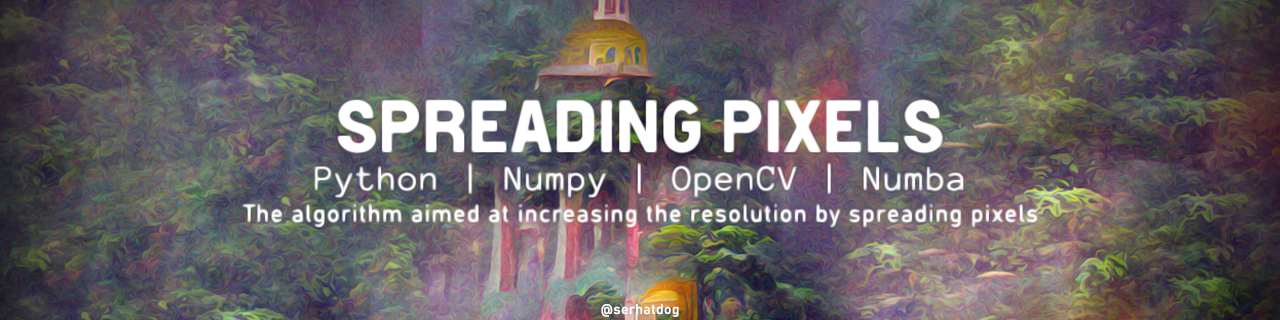 SPREADING PIXELS
Python | Numpy | OpenCV | Numba
The algorithm aimed at increasing the resolution by spreading pixels
@serhatdog